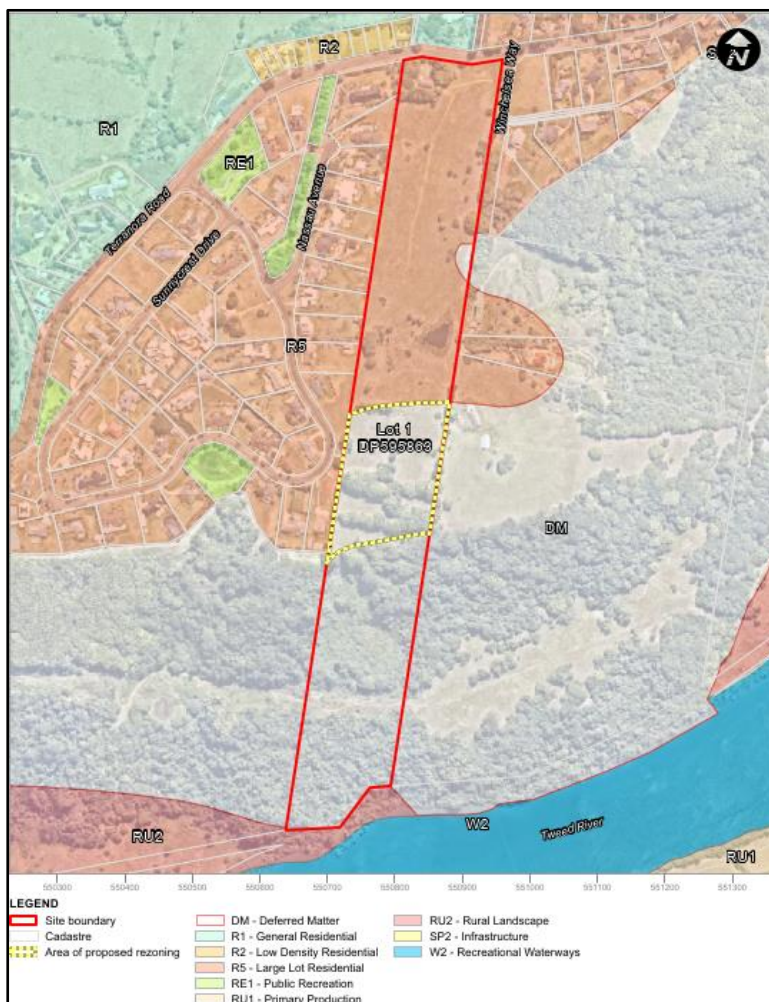 R2
N
R1
RE1
Winchelsea Way
Nassau Avenue
Terranora Road
Sunnycrest Drive
R5
Lot 1
DP595863
DM
RU2
W2
Tweed River
RU1
550300 550400 550500 550600 550700 550800 550900 551000 551100 551200 551300
LEGEND
Site boundary
Cadastre
Area of proposed rezoning
DM - Deferred Matter
R1 - General Residential
R2 - Low Density Residential
R5 - Large Lot Residential
RE1 - Public Recreation
RU1 - Primary Production
RU2 - Rural Landscape
SP2 - Infrastructure
W2 - Recreational Waterways